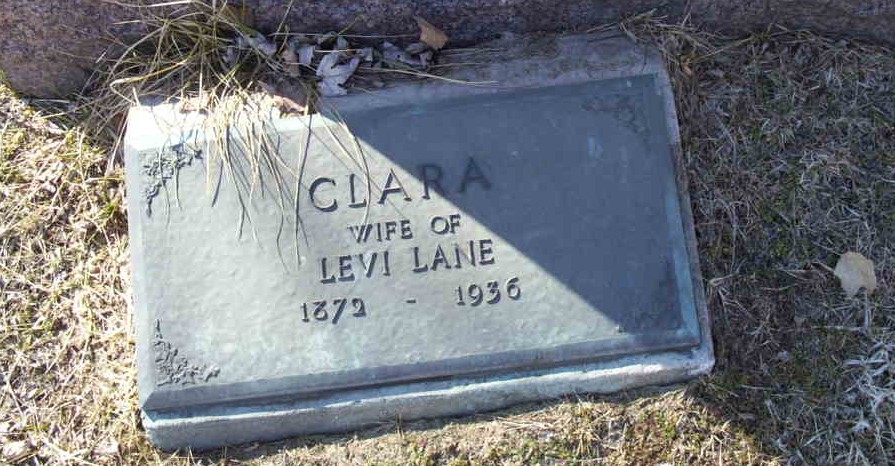 CLARA
WIFE OF
LEVI LANE
1872 - 1936